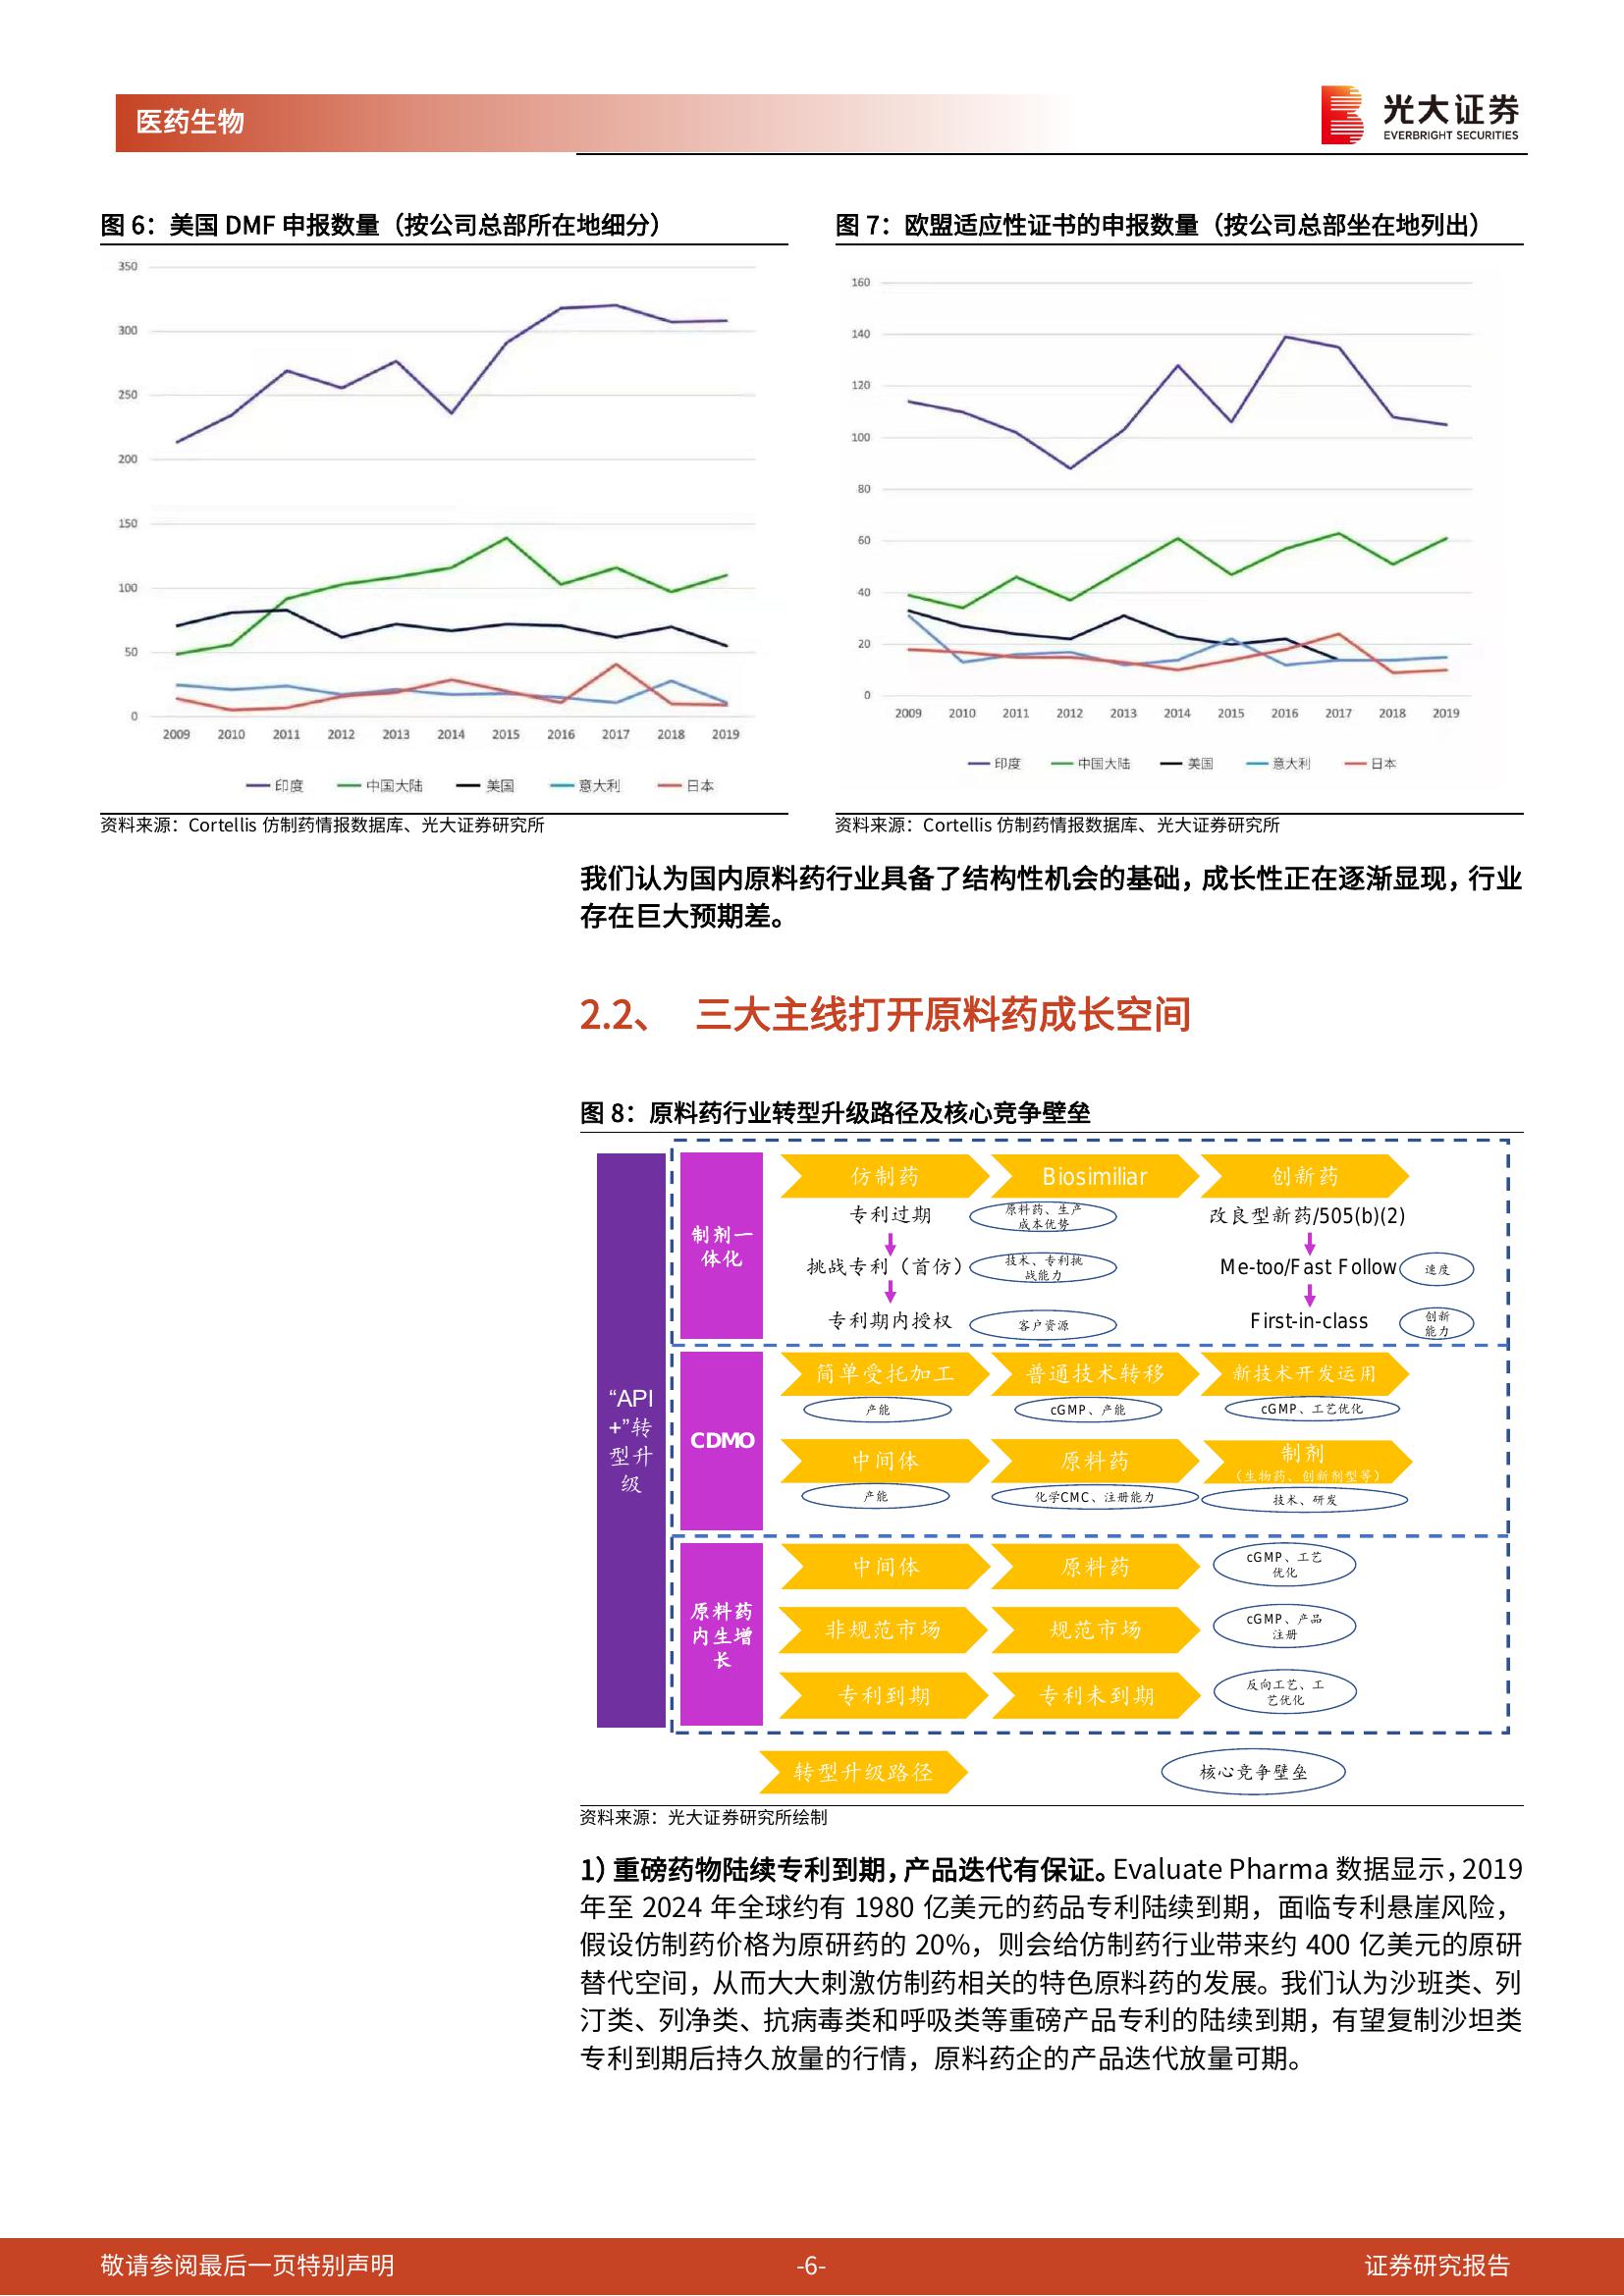 医药生物
光大证券
EVERBRIGHT SECURITIES
图 6：美国 DMF 申报数量（按公司总部所在地细分）
350
300
250
200
150
100
50
0
2009 2010 2011 2012 2013 2014 2015 2016 2017 2018 2019
印度 中国大陆 美国 意大利 日本
资料来源：Cortellis 仿制药情报数据库、光大证券研究所
图 7：欧盟适应性证书的申报数量（按公司总部坐在地列出）
160
140
120
100
80
60
40
20
0
2009 2010 2011 2012 2013 2014 2015 2016 2017 2018 2019
印度 中国大陆 美国 意大利 日本
资料来源：Cortellis 仿制药情报数据库、光大证券研究所
我们认为国内原料药行业具备了结构性机会的基础，成长性正在逐渐显现，行业
存在巨大预期差。
2.2、 三大主线打开原料药成长空间
图 8：原料药行业转型升级路径及核心竞争壁垒
“API
+”转
型升
级
制剂一
体化
仿制药 Biosimiliar 创新药
专利过期
原料药、生产
成本优势
改良型新药/505(b)(2)
挑战专利（首仿）
技术、专利挑
战能力
Me-too/Fast Follow
速度
专利期内授权
客户资源
First-in-class
创新
能力
CDMO
简单受托加工 普通技术转移 新技术开发运用
产能 cGMP、产能 cGMP、工艺优化
中间体 原料药 制剂
（生物药、创新剂型等）
产能 化学CMC、注册能力 技术、研发
原料药
内生增
长
中间体 原料药
cGMP、工艺
优化
非规范市场 规范市场
cGMP、产品
注册
专利到期 专利未到期
反向工艺、工
艺优化
转型升级路径 核心竞争壁垒
资料来源：光大证券研究所绘制
1）重磅药物陆续专利到期，产品迭代有保证。Evaluate Pharma 数据显示，2019
年至 2024 年全球约有 1980 亿美元的药品专利陆续到期，面临专利悬崖风险，
假设仿制药价格为原研药的 20%，则会给仿制药行业带来约 400 亿美元的原研
替代空间，从而大大刺激仿制药相关的特色原料药的发展。我们认为沙班类、列
汀类、列净类、抗病毒类和呼吸类等重磅产品专利的陆续到期，有望复制沙坦类
专利到期后持久放量的行情，原料药企的产品迭代放量可期。
敬请参阅最后一页特别声明 -6- 证券研究报告